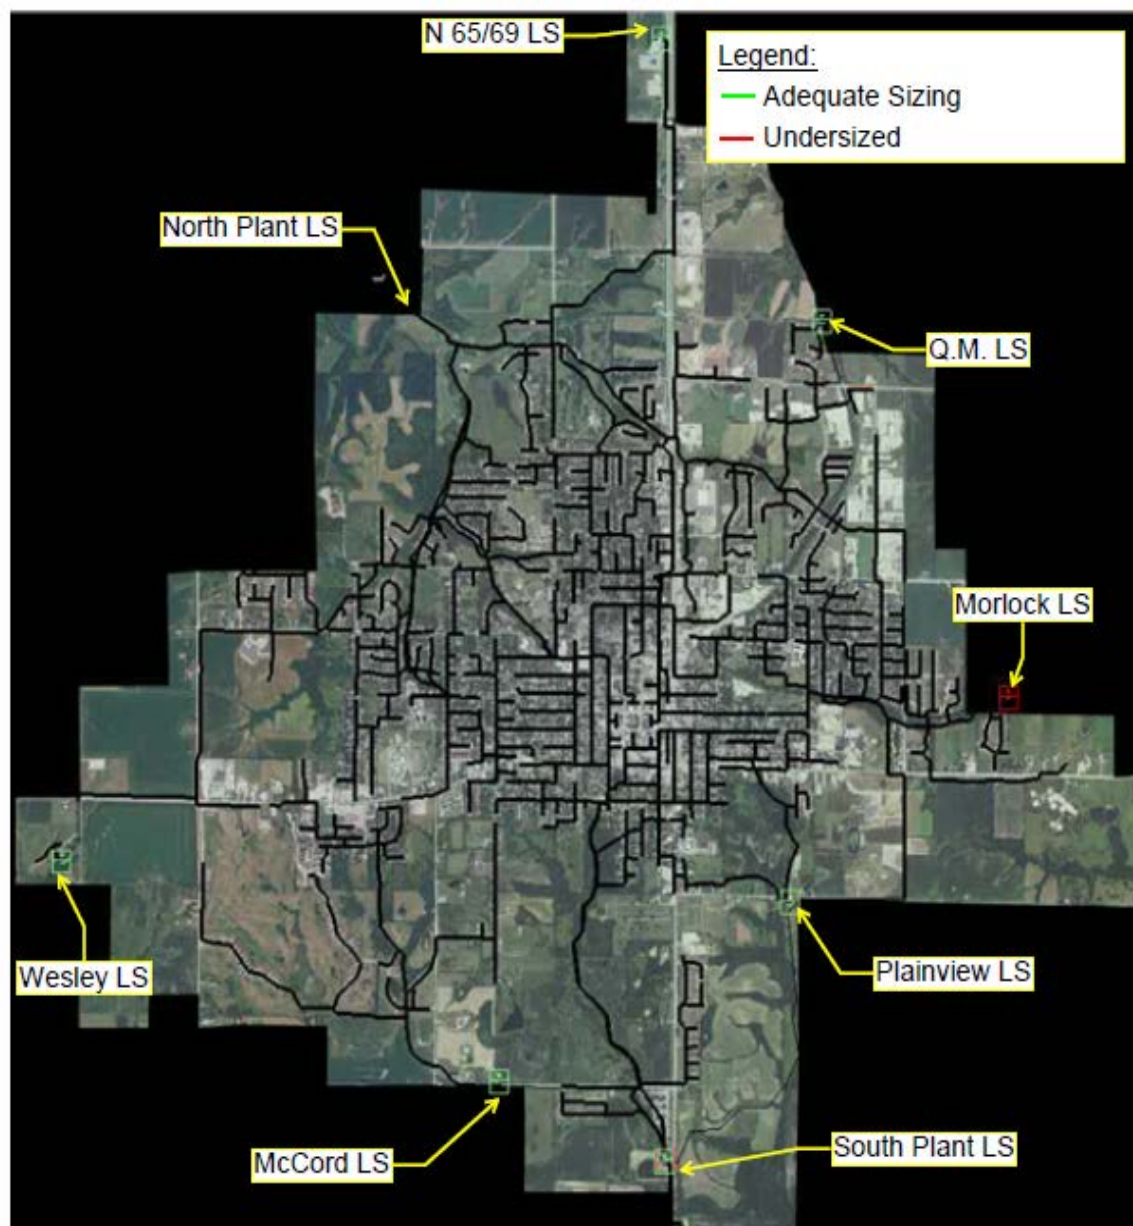 N 65/69 LS
Legend:
Adequate Sizing
Undersized
North Plant LS
Q.M. LS
Morlock LS
Wesley LS
Plainview LS
McCord LS
South Plant LS